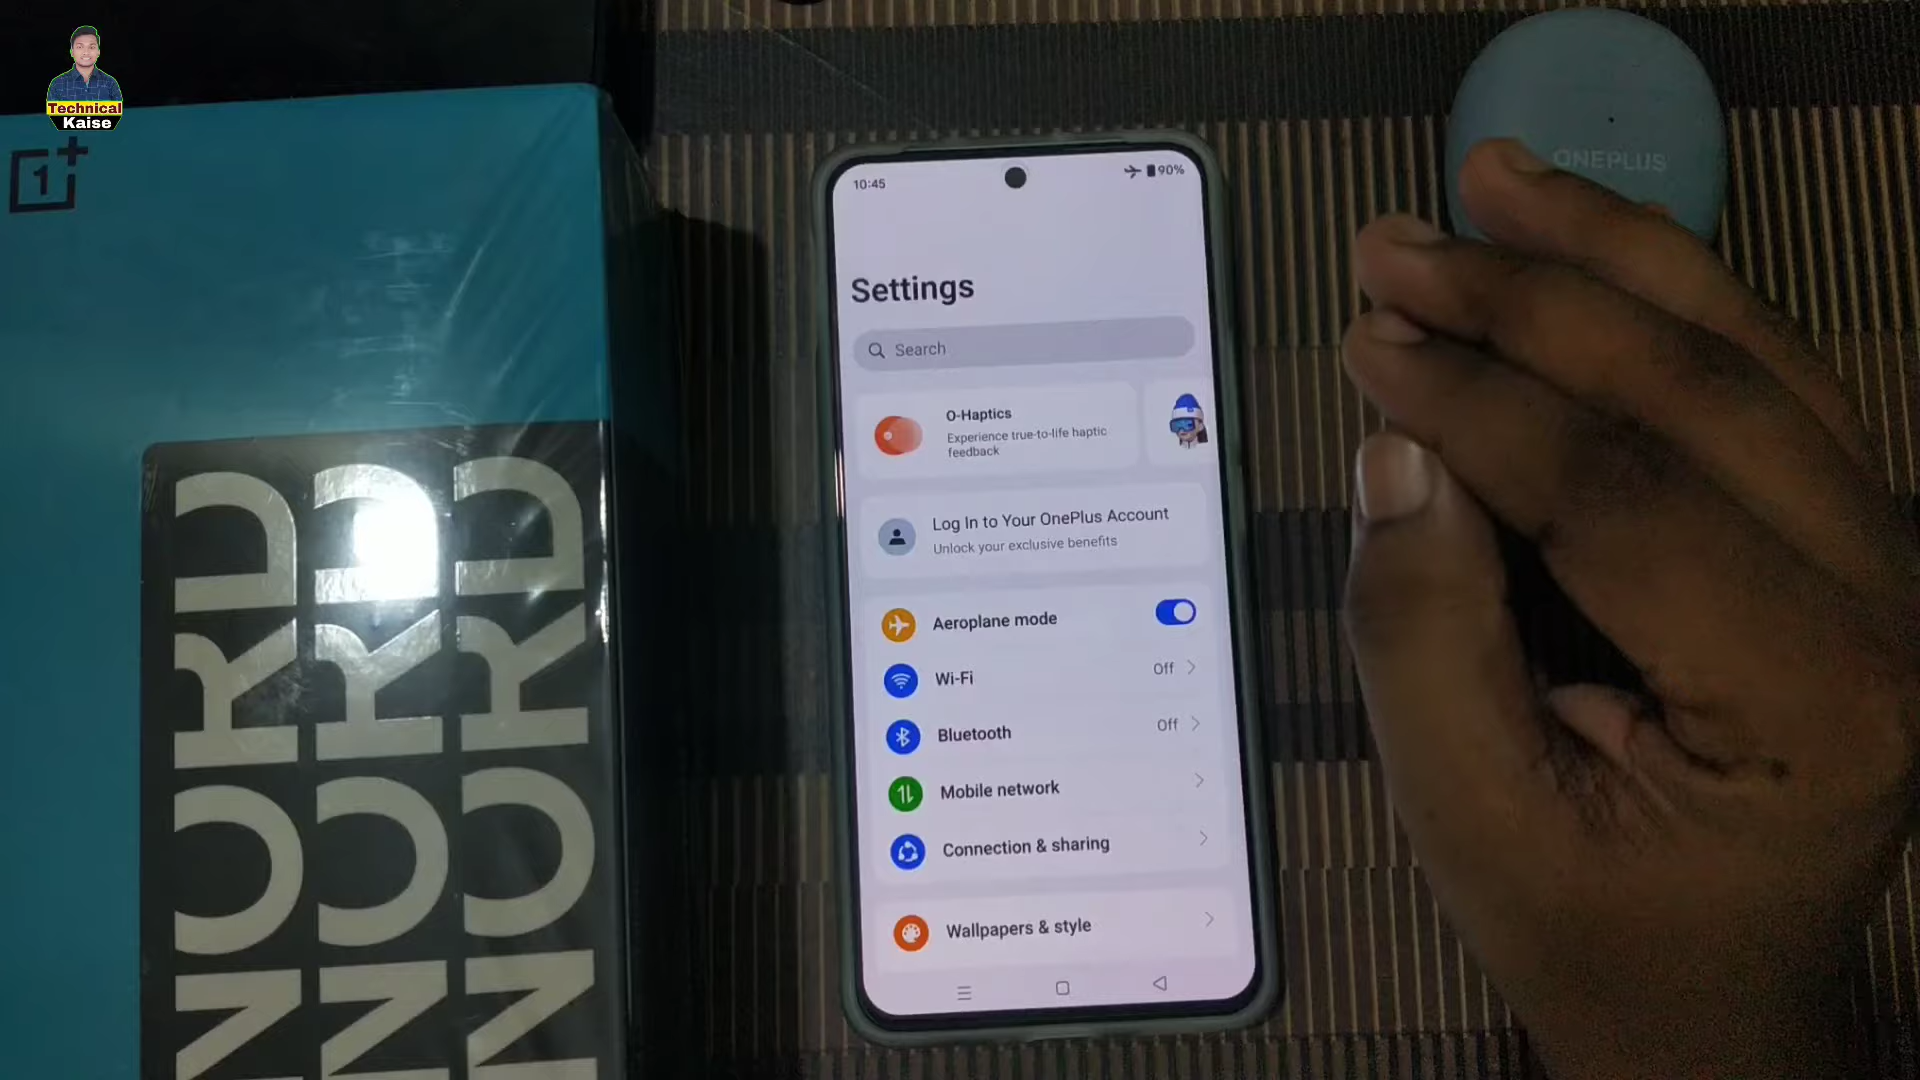 Technical
Kaise
1+
NORD
NORD
NORD
ONEPLUS
10:45
90%
Settings
Search
O-Haptics
Experience true-to-life haptic
feedback
Log In to Your OnePlus Account
Unlock your exclusive benefits
Aeroplane mode
Wi-Fi
Off
Bluetooth
Off
Mobile network
Connection & sharing
Wallpapers & style